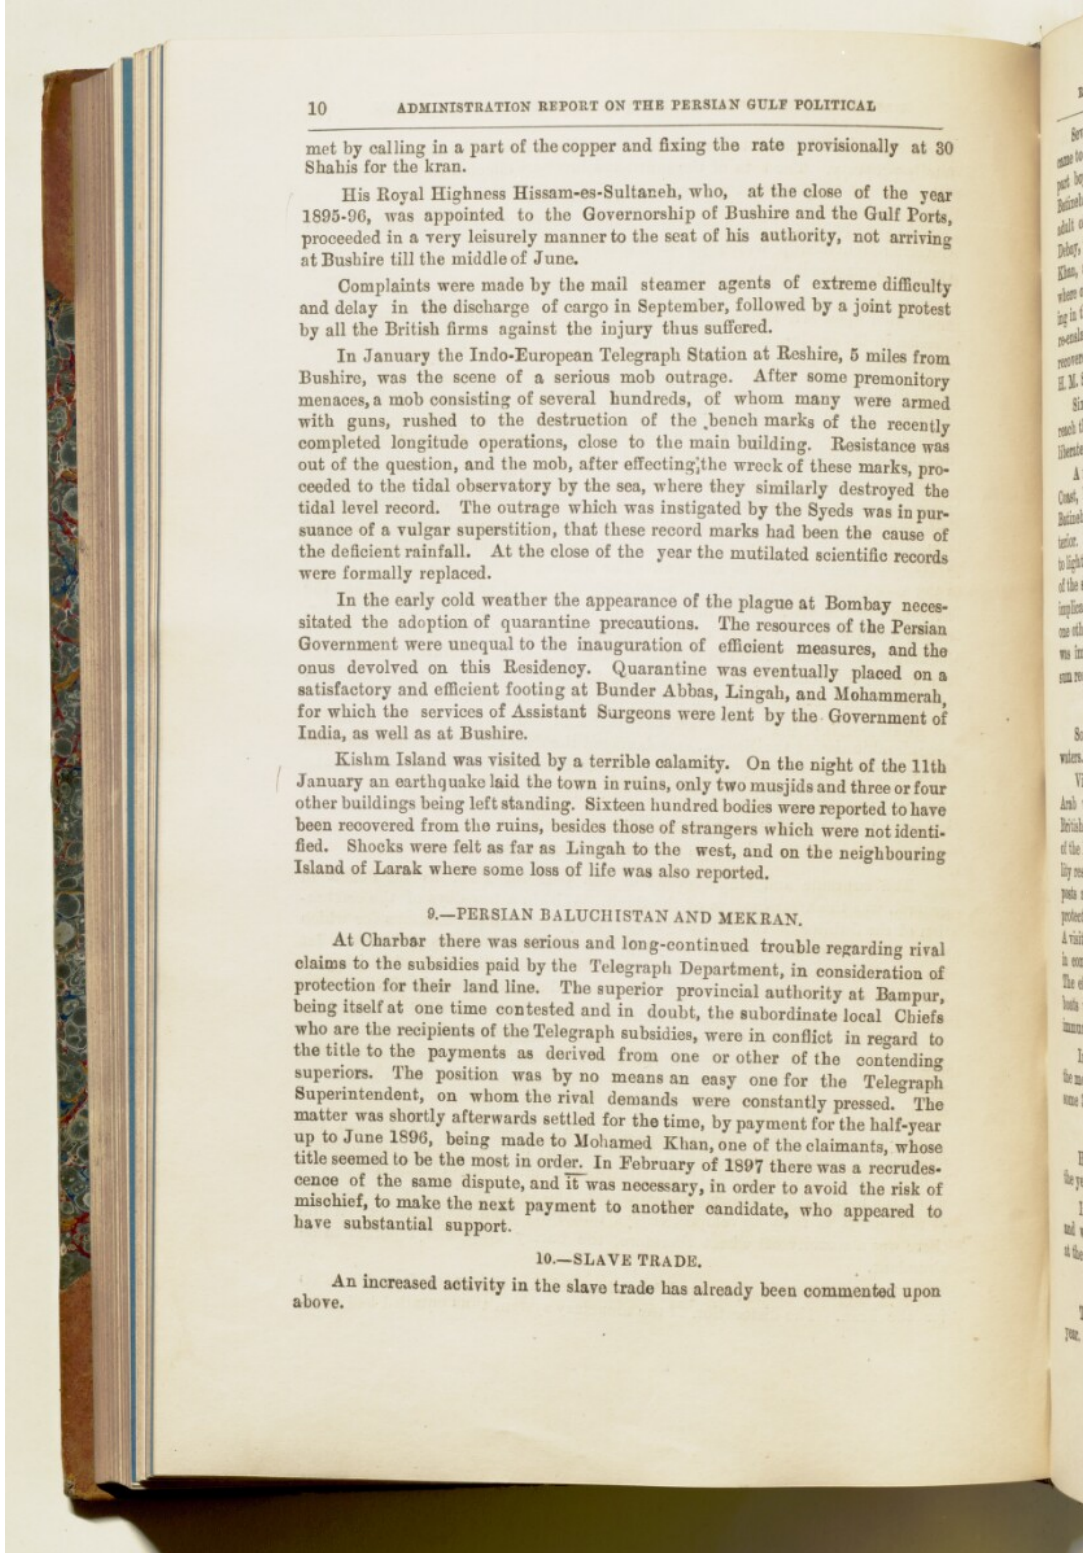 10 ADMINISTRATION REPORT ON THE PERSIAN GULF POLITICAL
met by calling in a part of the copper and fixing the rate provisionally at 30
Shahis for the kran.
His Royal Highness Hissam-es-Sultaneh, who, at the close of the year
1895-96, was appointed to the Governorship of Bushire and the Gulf Ports,
proceeded in a very leisurely manner to the seat of his authority, not arriving
at Bushire till the middle of June.
Complaints were made by the mail steamer agents of extreme difficulty
and delay in the discharge of cargo in September, followed by a joint protest
by all the British firms against the injury thus suffered.
In January the Indo-European Telegraph Station at Reshire, 5 miles from
Bushire, was the scene of a serious mob outrage. After some premonitory
menaces, a mob consisting of several hundreds, of whom many were armed
with guns, rushed to the destruction of the bench marks of the recently
completed longitude operations, close to the main building. Resistance was
out of the question, and the mob, after effecting the wreck of these marks, pro-
ceeded to the tidal observatory by the sea, where they similarly destroyed the
tidal level record. The outrage which was instigated by the Syeds was in pur-
suance of a vulgar superstition, that these record marks had been the cause of
the deficient rainfall. At the close of the year the mutilated scientific records
were formally replaced.
In the early cold weather the appearance of the plague at Bombay neces-
sitated the adoption of quarantine precautions. The resources of the Persian
Government were unequal to the inauguration of efficient measures, and the
onus devolved on this Residency. Quarantine was eventually placed on a
satisfactory and efficient footing at Bunder Abbas, Lingah, and Mohammerah,
for which the services of Assistant Surgeons were lent by the Government of
India, as well as at Bushire.
Kishm Island was visited by a terrible calamity. On the night of the 11th
January an earthquake laid the town in ruins, only two musjids and three or four
other buildings being left standing. Sixteen hundred bodies were reported to have
been recovered from the ruins, besides those of strangers which were not identi-
fied. Shocks were felt as far as Lingah to the west, and on the neighbouring
Island of Larak where some loss of life was also reported.
9.—PERSIAN BALUCHISTAN AND MEKRAN.
At Charbar there was serious and long-continued trouble regarding rival
claims to the subsidies paid by the Telegraph Department, in consideration of
protection for their land line. The superior provincial authority at Bampur,
being itself at one time contested and in doubt, the subordinate local Chiefs
who are the recipients of the Telegraph subsidies, were in conflict in regard to
the title to the payments as derived from one or other of the contending
superiors. The position was by no means an easy one for the Telegraph
Superintendent, on whom the rival demands were constantly pressed. The
matter was shortly afterwards settled for the time, by payment for the half-year
up to June 1896, being made to Mohamed Khan, one of the claimants, whose
title seemed to be the most in order. In February of 1897 there was a recrudes-
cence of the same dispute, and it was necessary, in order to avoid the risk of
mischief, to make the next payment to another candidate, who appeared to
have substantial support.
10.—SLAVE TRADE.
An increased activity in the slave trade has already been commented upon
above.